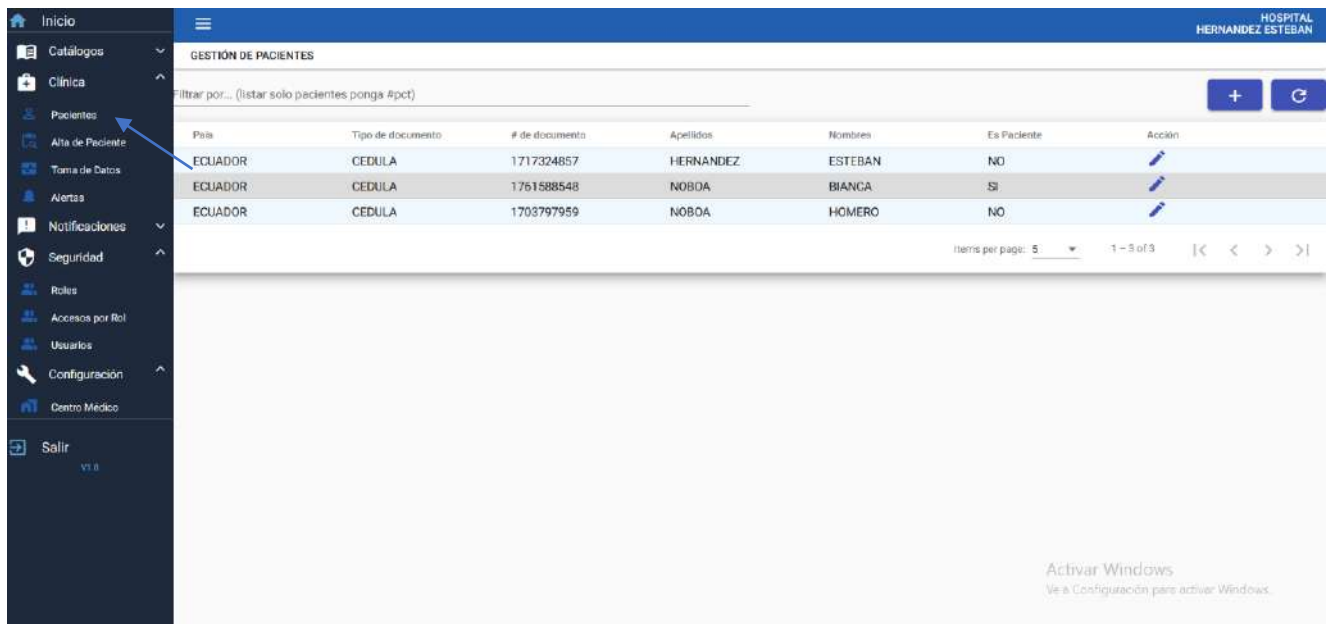 Inicio
Catálogos
Clínica
Pacientes
Alta de Paciente
Toma de Datos
Alertas
Notificaciones
Seguridad
Roles
Accesos por Rol
Usuarios
Configuración
Centro Médico
Salir
V1.0
HOSPITAL
HERNANDEZ ESTEBAN
GESTIÓN DE PACIENTES
Filtrar por... (listar solo pacientes ponga #pct)
+
País Tipo de documento # de documento Apellidos Nombres Es Paciente Acción
ECUADOR CEDULA 1717324857 HERNANDEZ ESTEBAN NO
ECUADOR CEDULA 1761588548 NOBOA BIANCA SI
ECUADOR CEDULA 1703797959 NOBOA HOMERO NO
Items per page: 5 1 – 3 of 3
Activar Windows
Ve a Configuración para activar Windows.